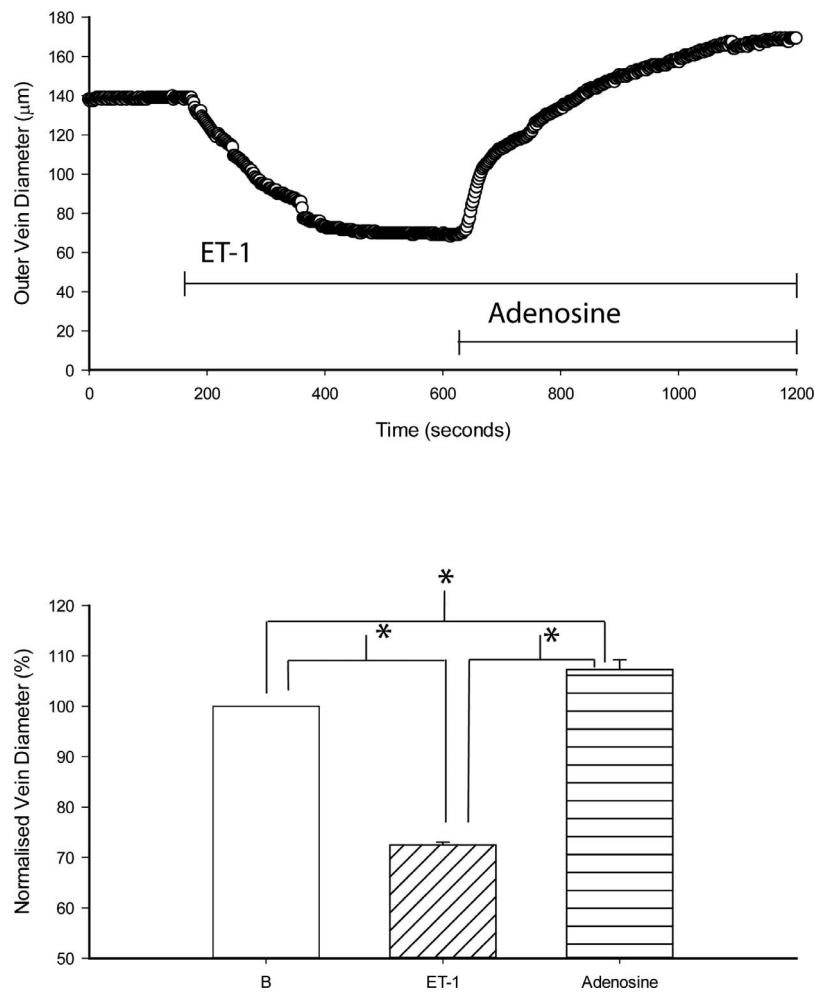 180
160
140
120
100
80
60
40
20
0
Outer Vein Diameter (μm)
ET-1
Adenosine
0 200 400 600 800 1000 1200
Time (seconds)
*
* *
120
110
100
90
80
70
60
50
Normalised Vein Diameter (%)
B ET-1 Adenosine